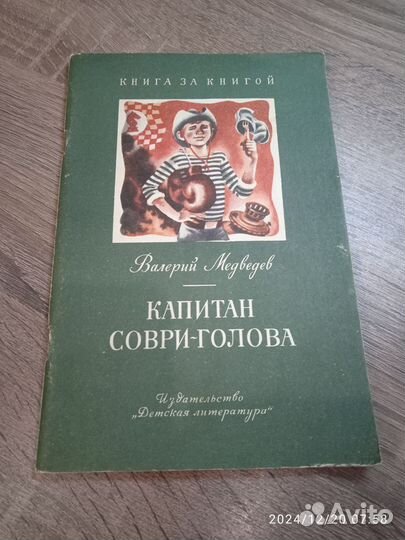 КНИГА ЗА КНИГОЙ
Валерий Медведев
КАПИТАН
СОВРИ-ГОЛОВА
Издательство
„Детская литература“
2024/12/20 07:58
Avito